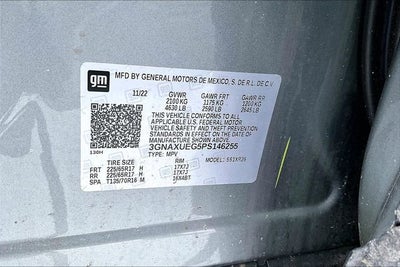 gm
MFD BY GENERAL MOTORS DE MEXICO, S. DE R.L. DE C.V.
11/22 GVWR GAWR FRT GAWR RR
2100 KG 1175 KG 1200 KG
4630 LB 2590 LB 2645 LB
THIS VEHICLE CONFORMS TO ALL
APPLICABLE U.S. FEDERAL MOTOR
VEHICLE SAFETY AND THEFT
PREVENTION STANDARDS IN EFFECT
ON THE DATE OF MANUFACTURE
SHOWN ABOVE.
3GNAXUEG5PS146255
TYPE: MPV MODEL: 1XR26
TIRE SIZE RIM
FRT 225/65R17 H 17X7J
RR 225/65R17 H 17X7J
SPA T135/70R16 M 16X4BT